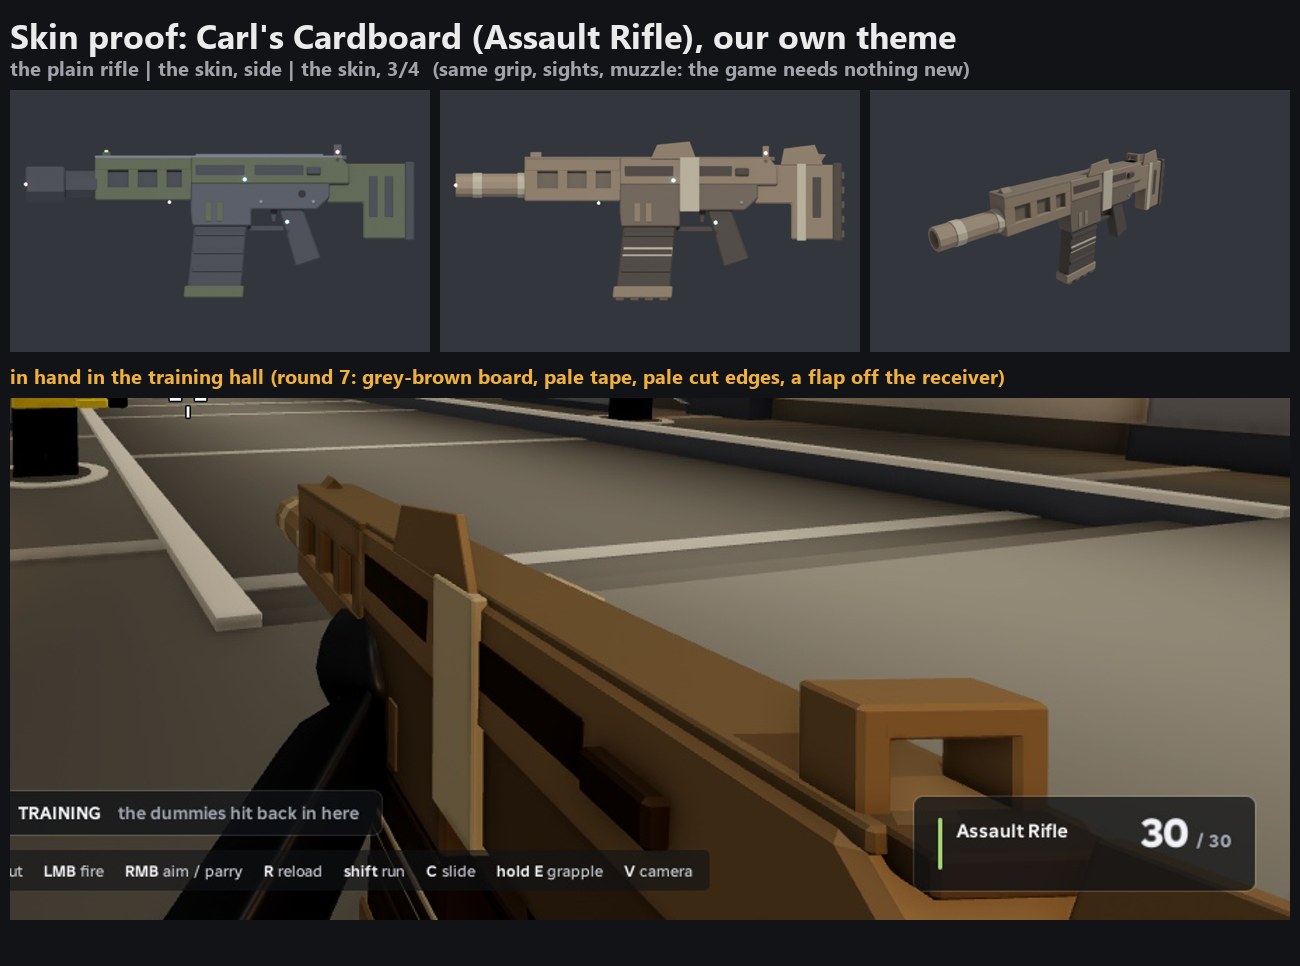 Skin proof: Carl's Cardboard (Assault Rifle), our own theme
the plain rifle | the skin, side | the skin, 3/4 (same grip, sights, muzzle: the game needs nothing new)
in hand in the training hall (round 7: grey-brown board, pale tape, pale cut edges, a flap off the receiver)
TRAINING the dummies hit back in here
Assault Rifle 30 / 30
ut LMB fire RMB aim / parry R reload shift run C slide hold E grapple V camera